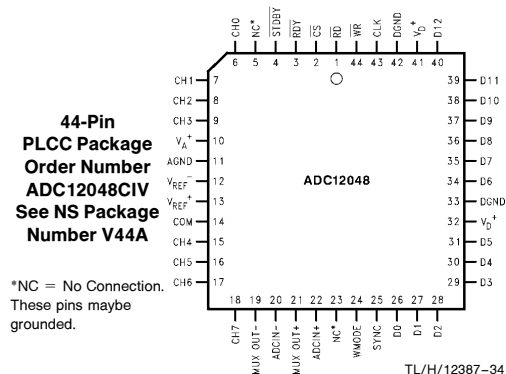 CH0 NC* STDBY RDY CS RD WR CLK DGND VD+ D12
6 5 4 3 2 1 44 43 42 41 40
CH1 7
CH2 8
CH3 9
VA+ 10
AGND 11
VREF− 12
VREF+ 13
COM 14
CH4 15
CH5 16
CH6 17
44-Pin
PLCC Package
Order Number
ADC12048CIV
See NS Package
Number V44A
*NC = No Connection.
These pins maybe
grounded.
ADC12048
39 D11
38 D10
37 D9
36 D8
35 D7
34 D6
33 DGND
32 VD+
31 D5
30 D4
29 D3
18 19 20 21 22 23 24 25 26 27 28
CH7 MUX OUT- ADCIN- MUX OUT+ ADCIN+ NC* WMODE SYNC D0 D1 D2
TL/H/12387-34